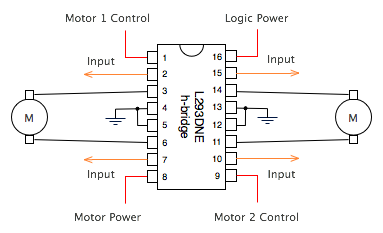 Motor 1 Control
Logic Power
Input
Input
1
16
2
15
3
14
4
13
5
12
6
11
7
10
8
9
L293DNE
h-bridge
M
M
Input
Input
Motor Power
Motor 2 Control